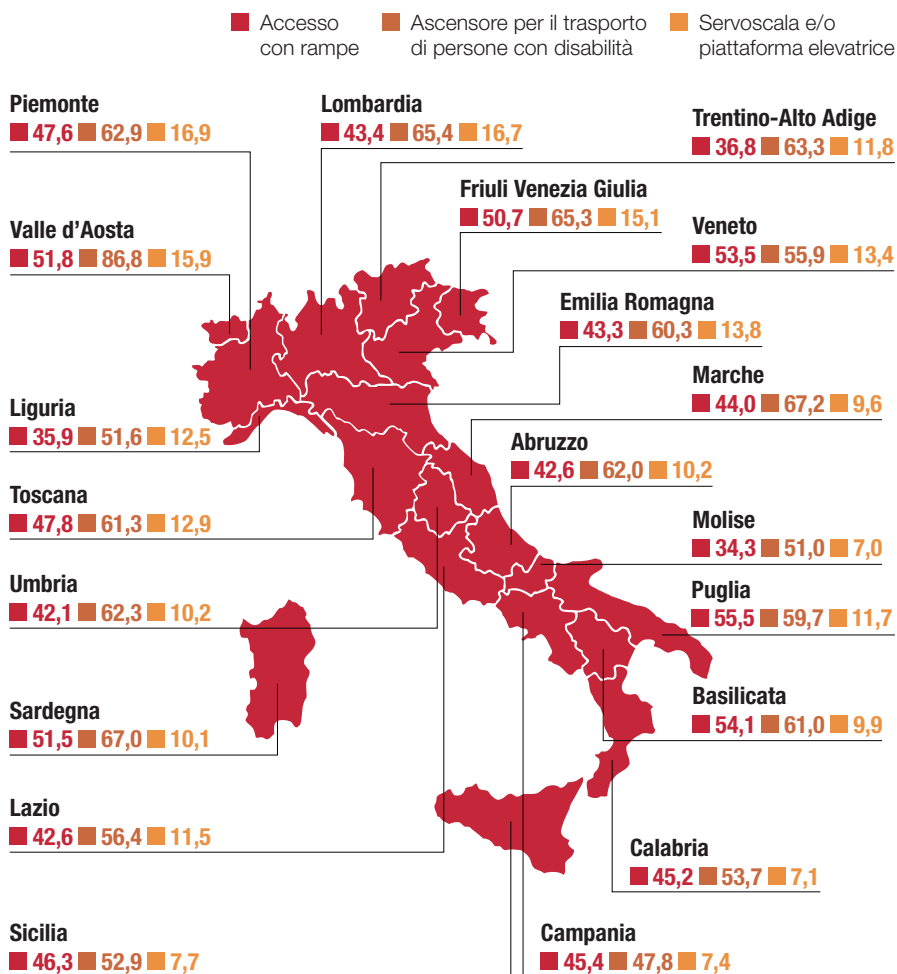 Accesso
con rampe
Ascensore per il trasporto
di persone con disabilità
Servoscala e/o
piattaforma elevatrice
Piemonte
47,6 62,9 16,9
Lombardia
43,4 65,4 16,7
Trentino-Alto Adige
36,8 63,3 11,8
Friuli Venezia Giulia
50,7 65,3 15,1
Valle d'Aosta
51,8 86,8 15,9
Veneto
53,5 55,9 13,4
Emilia Romagna
43,3 60,3 13,8
Marche
44,0 67,2 9,6
Liguria
35,9 51,6 12,5
Abruzzo
42,6 62,0 10,2
Toscana
47,8 61,3 12,9
Molise
34,3 51,0 7,0
Umbria
42,1 62,3 10,2
Puglia
55,5 59,7 11,7
Sardegna
51,5 67,0 10,1
Basilicata
54,1 61,0 9,9
Lazio
42,6 56,4 11,5
Calabria
45,2 53,7 7,1
Sicilia
46,3 52,9 7,7
Campania
45,4 47,8 7,4